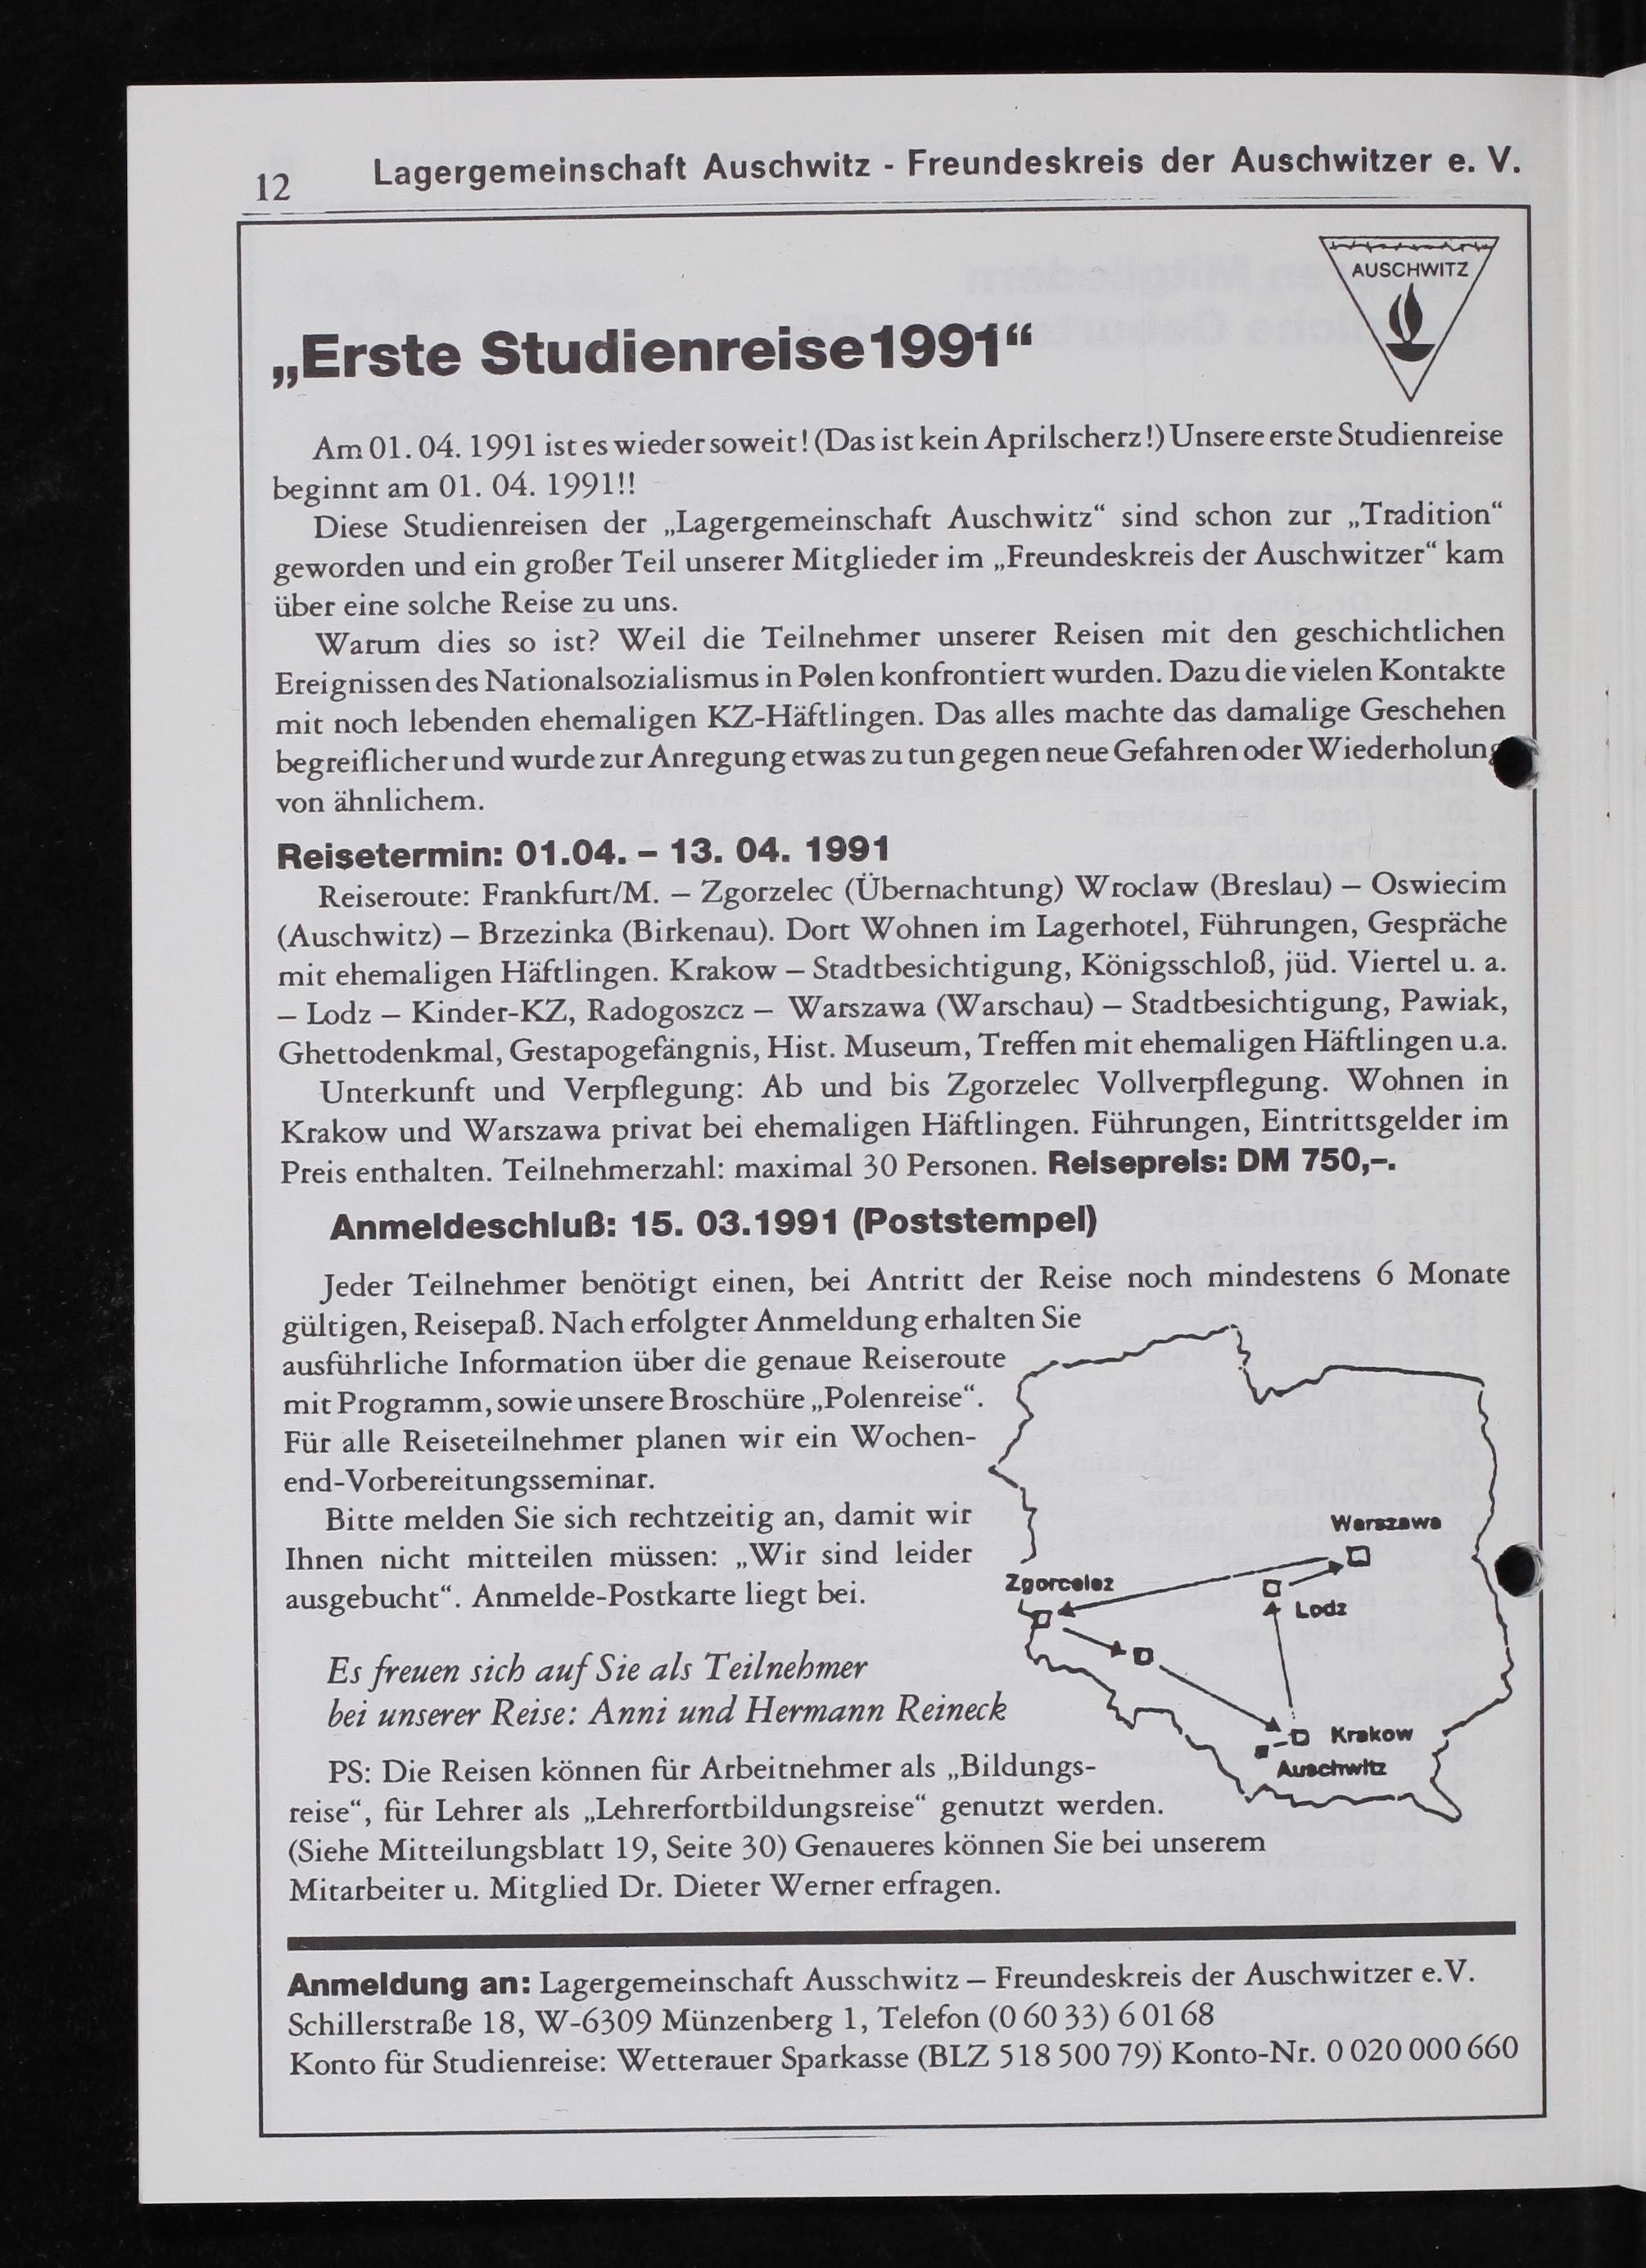 12
Lagergemeinschaft Auschwitz - Freundeskreis der Auschwitzer e. V.
AUSCHWITZ
„Erste Studienreise1991“
Am 01. 04. 1991 ist es wieder soweit! (Das ist kein Aprilscherz!) Unsere erste Studienreise
beginnt am 01. 04. 1991!!
Diese Studienreisen der „Lagergemeinschaft Auschwitz“ sind schon zur „Tradition“
geworden und ein großer Teil unserer Mitglieder im „Freundeskreis der Auschwitzer“ kam
über eine solche Reise zu uns.
Warum dies so ist? Weil die Teilnehmer unserer Reisen mit den geschichtlichen
Ereignissen des Nationalsozialismus in Polen konfrontiert wurden. Dazu die vielen Kontakte
mit noch lebenden ehemaligen KZ-Häftlingen. Das alles machte das damalige Geschehen
begreiflicher und wurde zur Anregung etwas zu tun gegen neue Gefahren oder Wiederholung
von ähnlichem.
Reisetermin: 01.04. – 13. 04. 1991
Reiseroute: Frankfurt/M. – Zgorzelec (Übernachtung) Wroclaw (Breslau) – Oswiecim
(Auschwitz) – Brzezinka (Birkenau). Dort Wohnen im Lagerhotel, Führungen, Gespräche
mit ehemaligen Häftlingen. Krakow – Stadtbesichtigung, Königsschloß, jüd. Viertel u. a.
– Lodz – Kinder-KZ, Radogoszcz – Warszawa (Warschau) – Stadtbesichtigung, Pawiak,
Ghettodenkmal, Gestapogefängnis, Hist. Museum, Treffen mit ehemaligen Häftlingen u.a.
Unterkunft und Verpflegung: Ab und bis Zgorzelec Vollverpflegung. Wohnen in
Krakow und Warszawa privat bei ehemaligen Häftlingen. Führungen, Eintrittsgelder im
Preis enthalten. Teilnehmerzahl: maximal 30 Personen. Reisepreis: DM 750,–.
Anmeldeschluß: 15. 03.1991 (Poststempel)
Jeder Teilnehmer benötigt einen, bei Antritt der Reise noch mindestens 6 Monate
gültigen, Reisepaß. Nach erfolgter Anmeldung erhalten Sie
ausführliche Information über die genaue Reiseroute
mit Programm, sowie unsere Broschüre „Polenreise“.
Für alle Reiseteilnehmer planen wir ein Wochen-
end-Vorbereitungsseminar.
Bitte melden Sie sich rechtzeitig an, damit wir
Ihnen nicht mitteilen müssen: „Wir sind leider
ausgebucht“. Anmelde-Postkarte liegt bei.
Warszawa
Zgorcelez
Lodz
Krakow
Auschwitz
Es freuen sich auf Sie als Teilnehmer
bei unserer Reise: Anni und Hermann Reineck
PS: Die Reisen können für Arbeitnehmer als „Bildungs-
reise“, für Lehrer als „Lehrerfortbildungsreise“ genutzt werden.
(Siehe Mitteilungsblatt 19, Seite 30) Genaueres können Sie bei unserem
Mitarbeiter u. Mitglied Dr. Dieter Werner erfragen.
Anmeldung an: Lagergemeinschaft Ausschwitz – Freundeskreis der Auschwitzer e.V.
Schillerstraße 18, W-6309 Münzenberg 1, Telefon (0 60 33) 6 01 68
Konto für Studienreise: Wetterauer Sparkasse (BLZ 518 500 79) Konto-Nr. 0 020 000 660